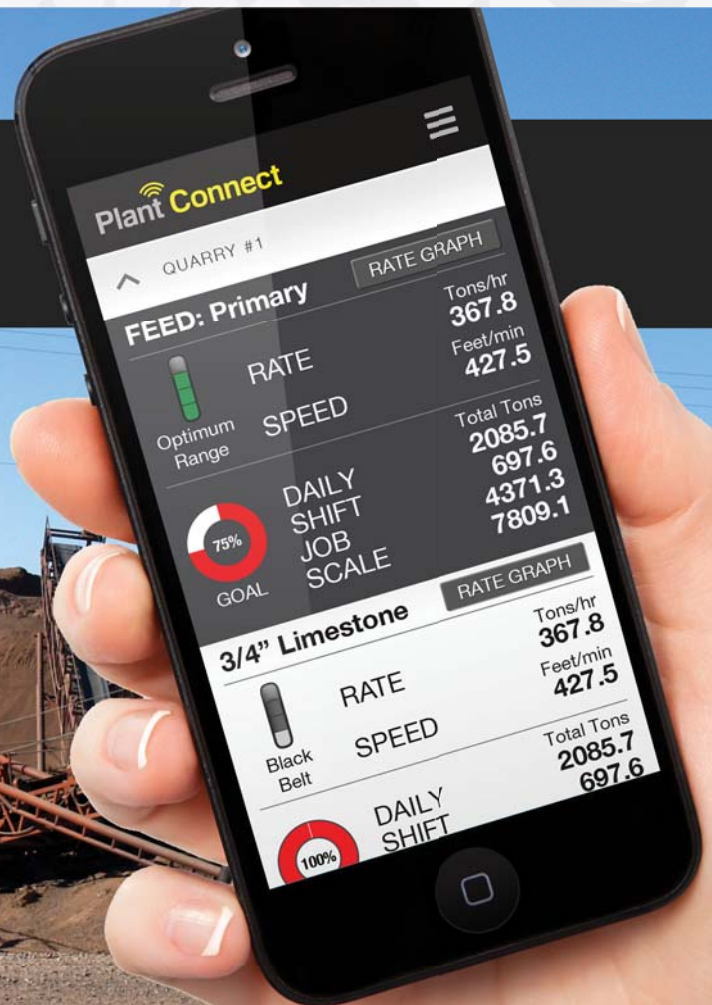 Plant Connect
QUARRY #1
FEED: Primary
RATE GRAPH
Optimum
Range
RATE
Tons/hr
367.8
SPEED
Feet/min
427.5
75%
GOAL
Total Tons
DAILY 2085.7
SHIFT 697.6
JOB 4371.3
SCALE 7809.1
3/4” Limestone
RATE GRAPH
Black
Belt
RATE
Tons/hr
367.8
SPEED
Feet/min
427.5
100%
Total Tons
DAILY 2085.7
SHIFT 697.6